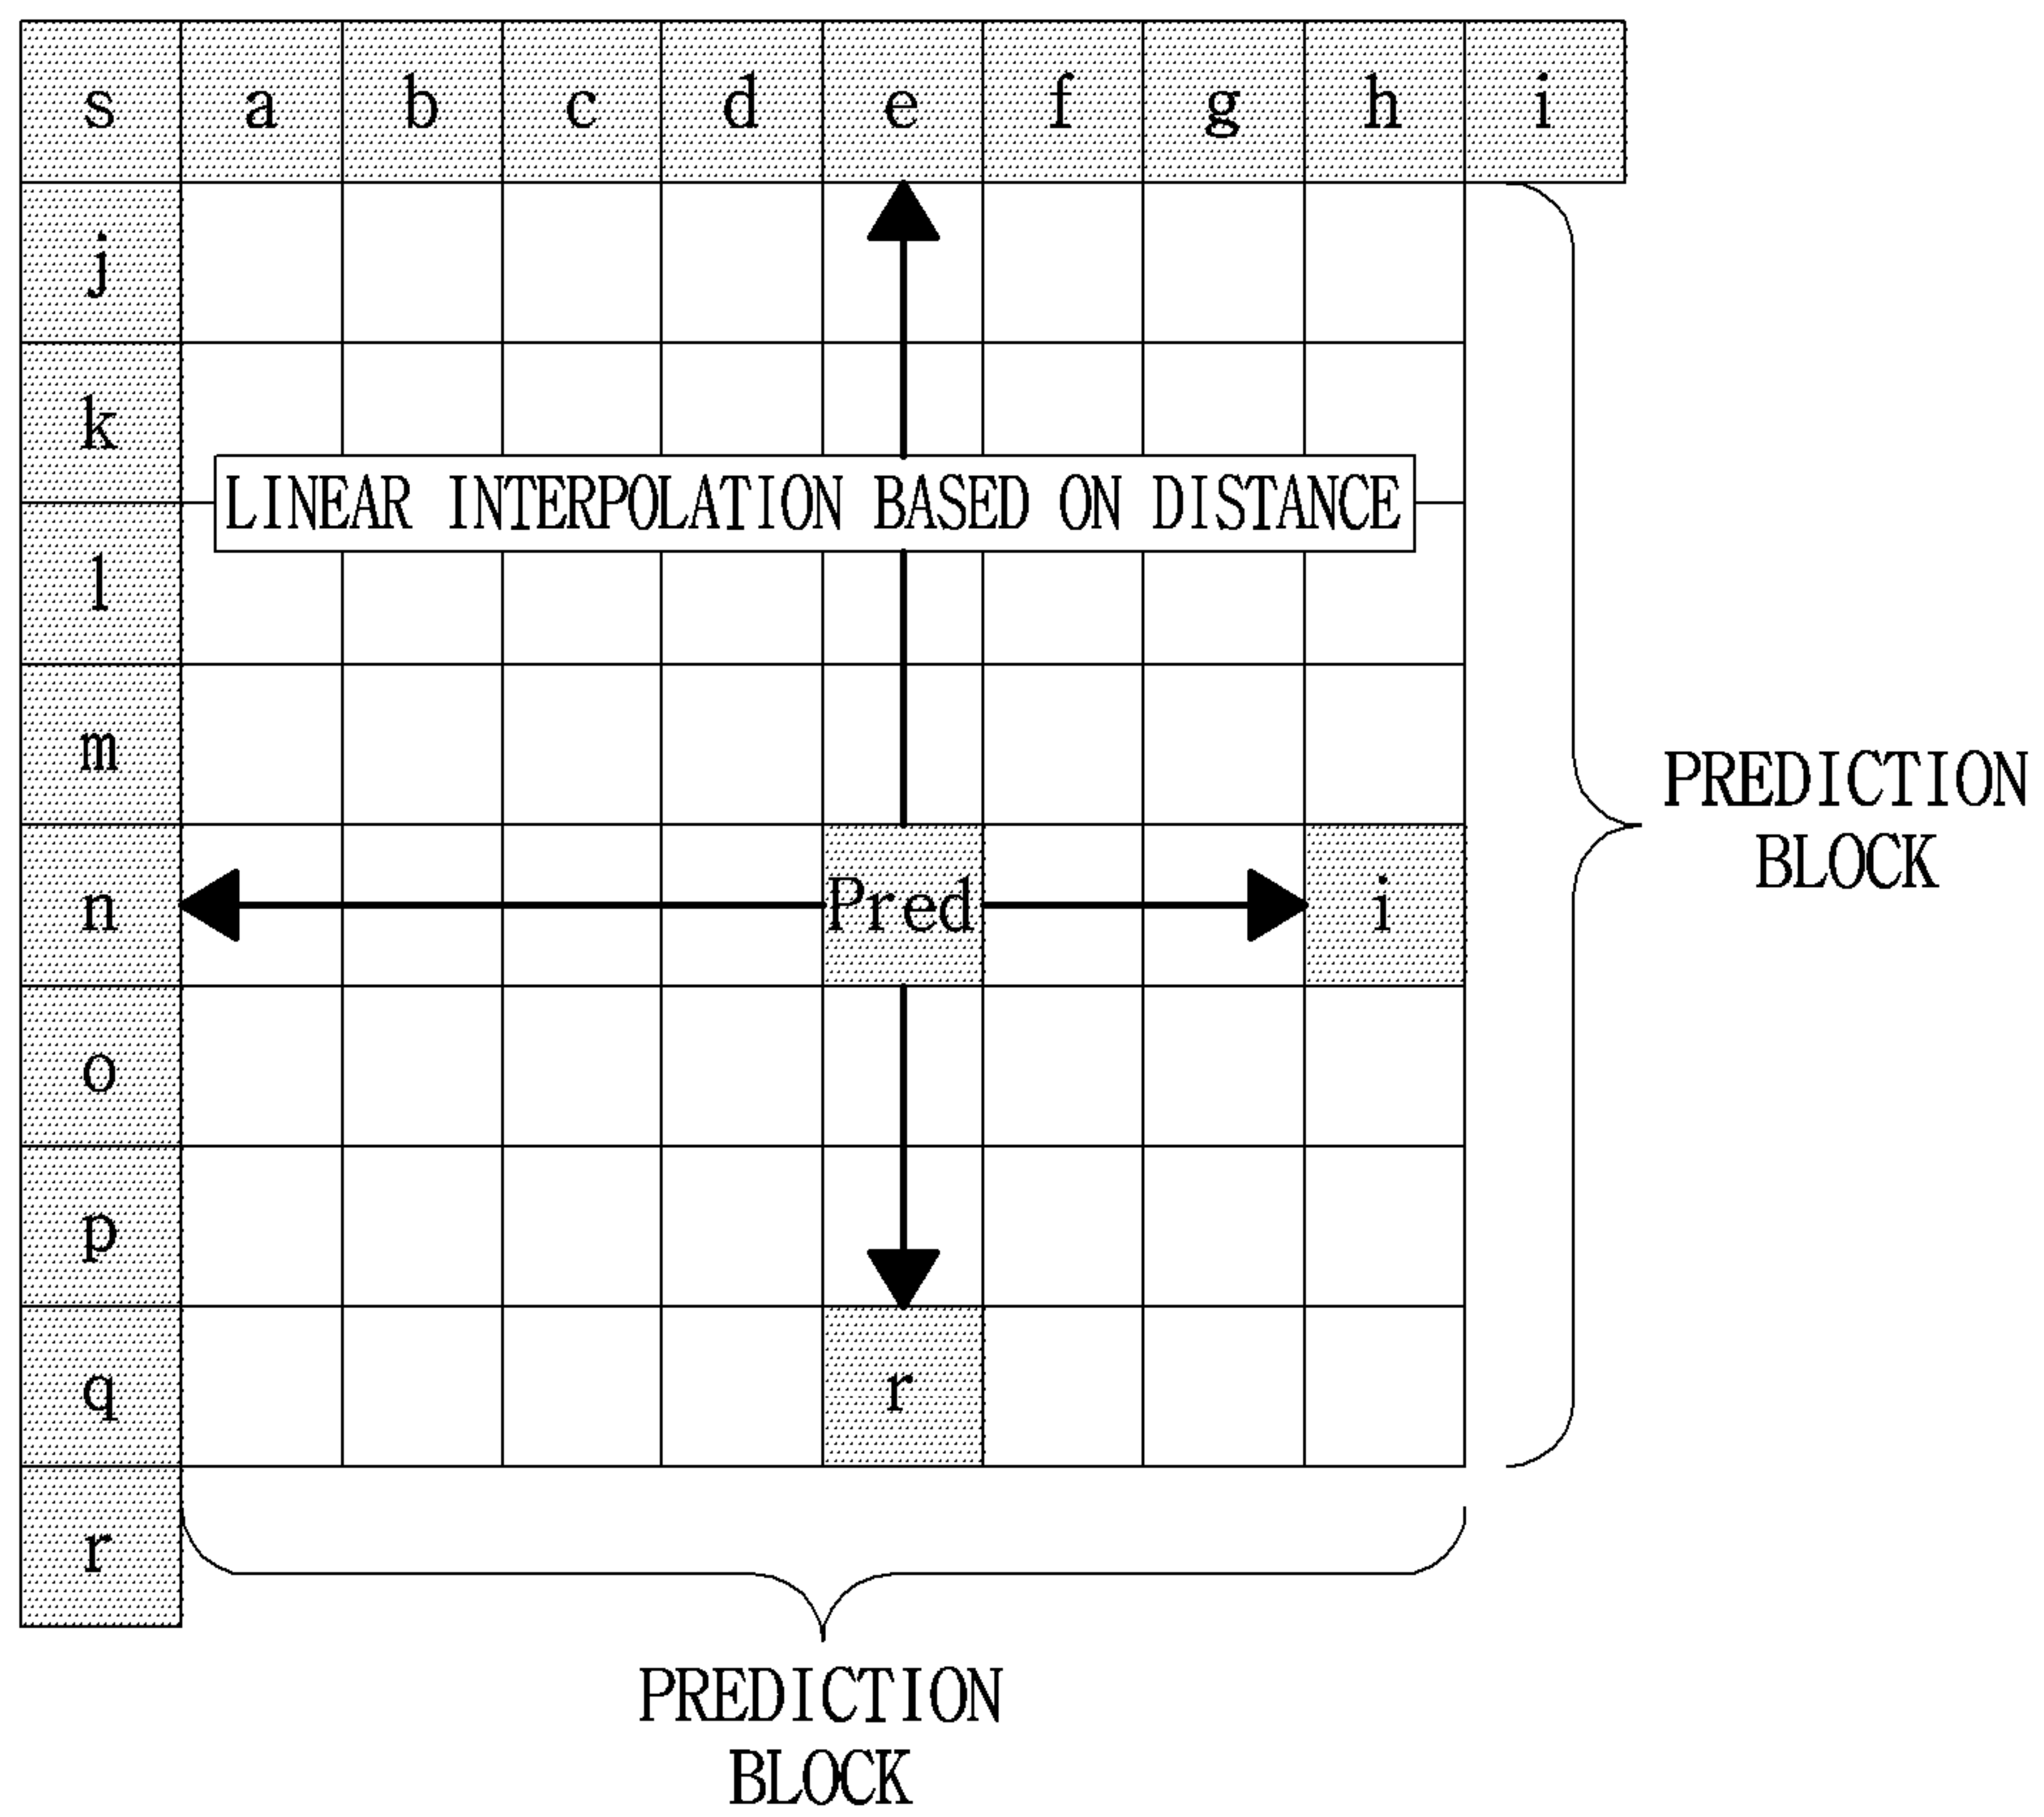 s a b c d e f g h i
j
k
LINEAR INTERPOLATION BASED ON DISTANCE
l
m
PREDICTION
BLOCK
n Pred i
o
p
q r
r
PREDICTION
BLOCK